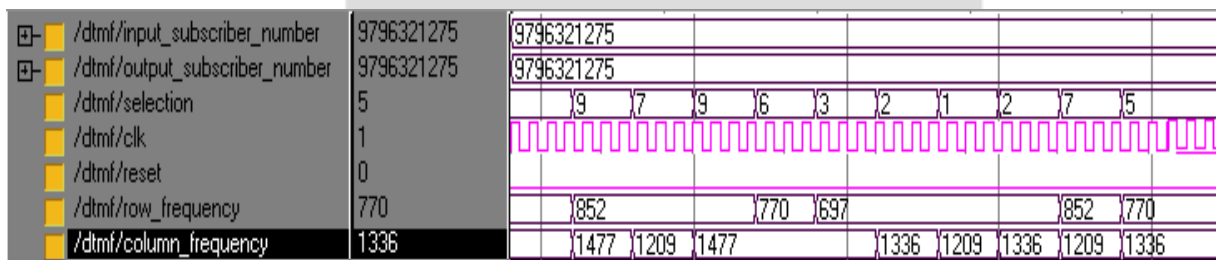 /dtmf/input_subscriber_number 9796321275 9796321275
/dtmf/output_subscriber_number 9796321275 9796321275
/dtmf/selection 5 9 7 9 6 3 2 1 2 7 5
/dtmf/clk 1
/dtmf/reset 0
/dtmf/row_frequency 770 852 770 697 852 770
/dtmf/column_frequency 1336 1477 1209 1477 1336 1209 1336 1209 1336